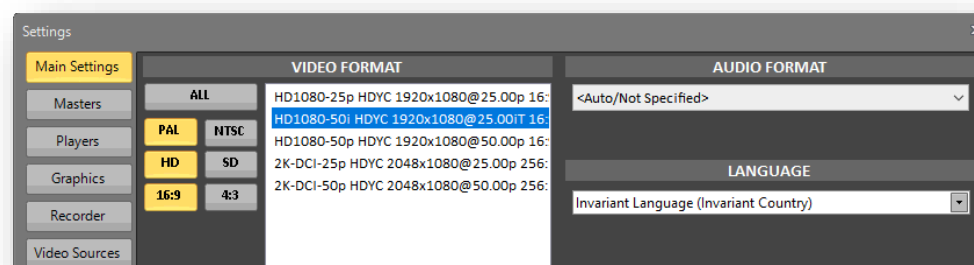 Settings
Main Settings
Masters
Players
Graphics
Recorder
Video Sources
VIDEO FORMAT
ALL
PAL NTSC
HD SD
16:9 4:3
HD1080-25p HDYC 1920x1080@25.00p 16:
HD1080-50i HDYC 1920x1080@25.00iT 16:
HD1080-50p HDYC 1920x1080@50.00p 16:
2K-DCI-25p HDYC 2048x1080@25.00p 256:
2K-DCI-50p HDYC 2048x1080@50.00p 256:
AUDIO FORMAT
<Auto/Not Specified>
LANGUAGE
Invariant Language (Invariant Country)